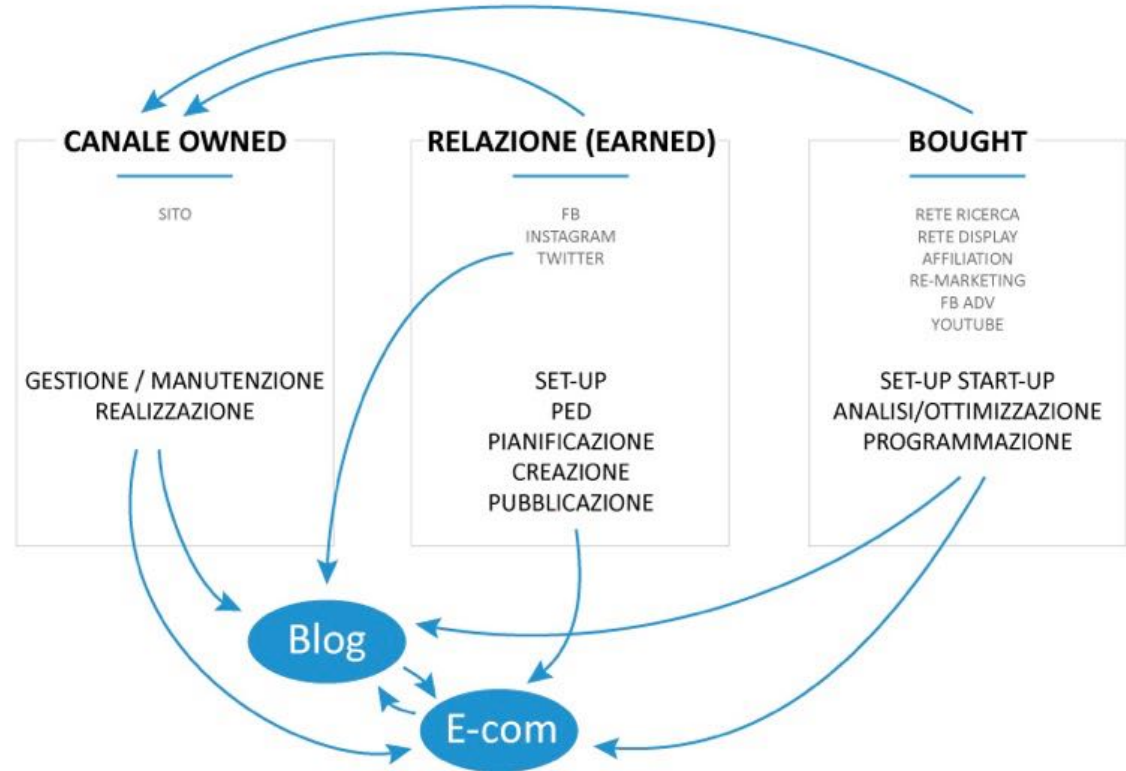 CANALE OWNED
SITO
GESTIONE / MANUTENZIONE
REALIZZAZIONE
RELAZIONE (EARNED)
FB
INSTAGRAM
TWITTER
SET-UP
PED
PIANIFICAZIONE
CREAZIONE
PUBBLICAZIONE
BOUGHT
RETE RICERCA
RETE DISPLAY
AFFILIATION
RE-MARKETING
FB ADV
YOUTUBE
SET-UP START-UP
ANALISI/OTTIMIZZAZIONE
PROGRAMMAZIONE
Blog
E-com